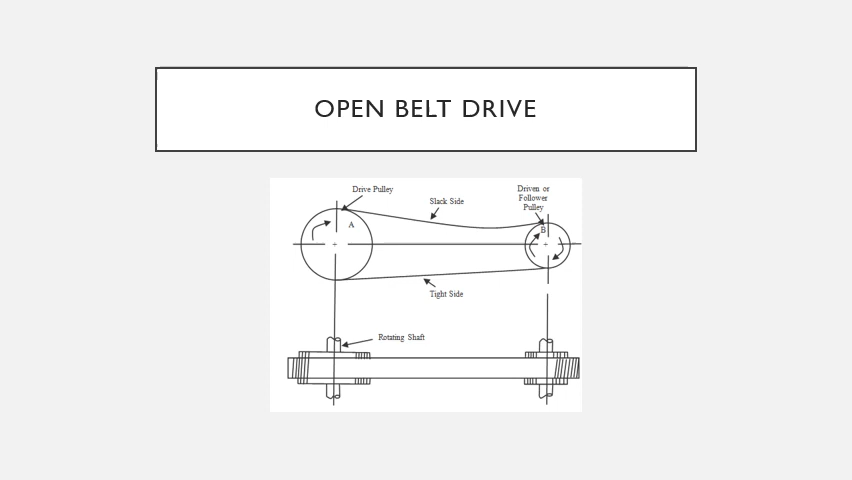 OPEN BELT DRIVE
Drive Pulley
Slack Side
Driven or
Follower
Pulley
A
B
Tight Side
Rotating Shaft